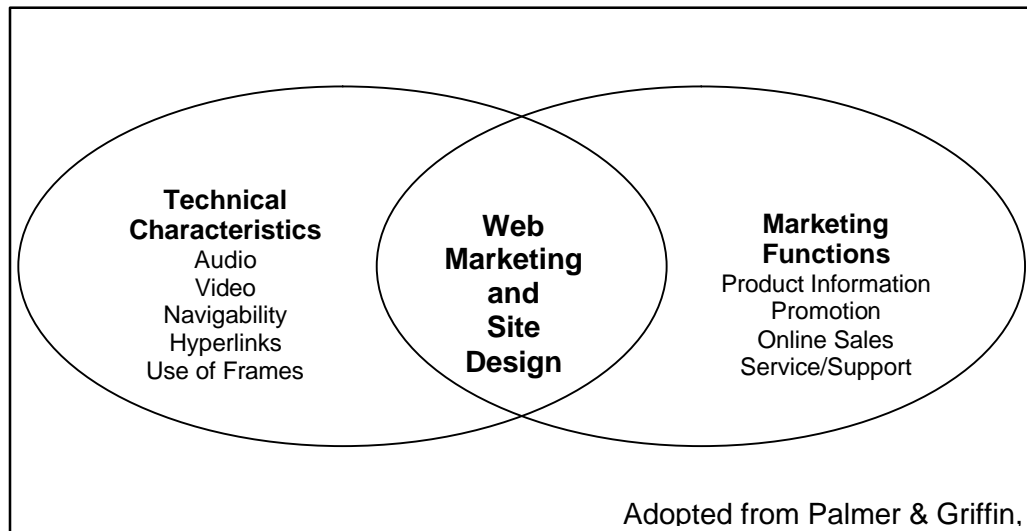 Technical
Characteristics
Audio
Video
Navigability
Hyperlinks
Use of Frames
Web
Marketing
and
Site
Design
Marketing
Functions
Product Information
Promotion
Online Sales
Service/Support
Adopted from Palmer & Griffin,